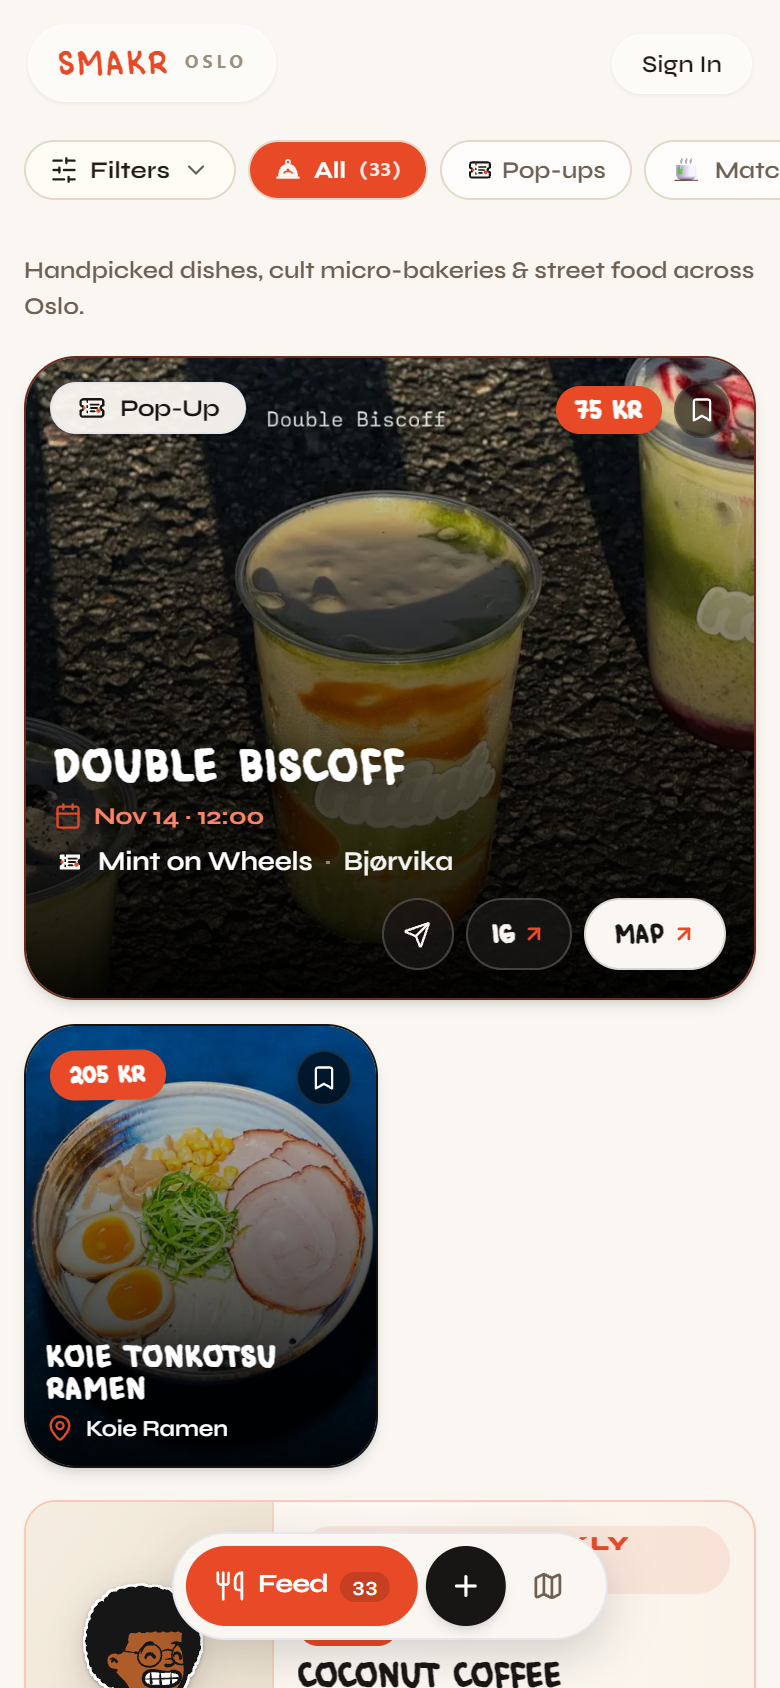 SMAKR OSLO
Sign In
Filters
All (33)
Pop-ups
Matc
Handpicked dishes, cult micro-bakeries & street food across
Oslo.
Pop-Up
Double Biscoff
75 KR
DOUBLE BISCOFF
Nov 14 · 12:00
Mint on Wheels · Bjørvika
IG
MAP
205 KR
KOIE TONKOTSU
RAMEN
Koie Ramen
KLY
Feed 33
COCONUT COFFEE